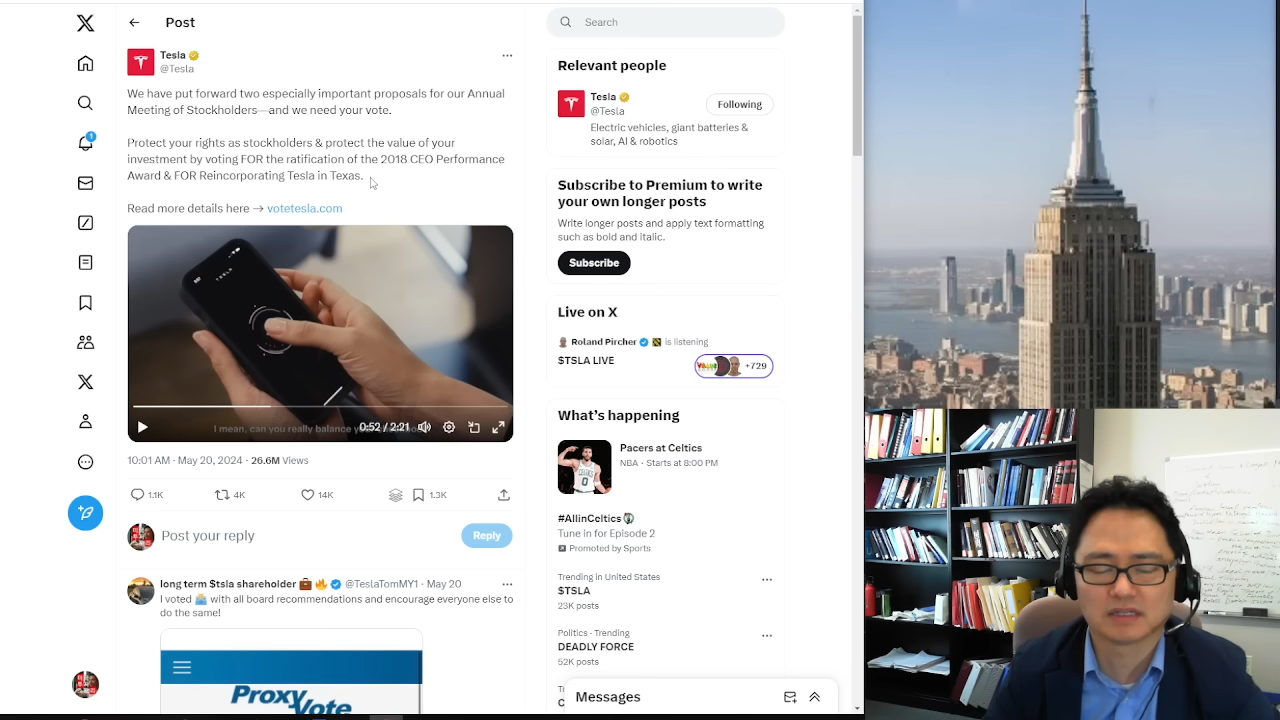 Post
Search
Tesla
@Tesla
We have put forward two especially important proposals for our Annual
Meeting of Stockholders—and we need your vote.
Protect your rights as stockholders & protect the value of your
investment by voting FOR the ratification of the 2018 CEO Performance
Award & FOR Reincorporating Tesla in Texas.
Read more details here → votetesla.com
TESLA
I mean, can you really balance your
0:52 / 2:21
10:01 AM · May 20, 2024 · 26.6M Views
1.1K 4K 14K 1.3K
Post your reply
Reply
long term $tsla shareholder @TeslaTomMY1 · May 20
I voted with all board recommendations and encourage everyone else to
do the same!
ProxyVote
1
Relevant people
Tesla
@Tesla
Following
Electric vehicles, giant batteries &
solar, AI & robotics
Subscribe to Premium to write
your own longer posts
Write longer posts and apply text formatting
such as bold and italic.
Subscribe
Live on X
Roland Pircher is listening
$TSLA LIVE
+729
What's happening
Pacers at Celtics
NBA · Starts at 8:00 PM
#AllinCeltics
Tune in for Episode 2
Promoted by Sports
Trending in United States
$TSLA
23K posts
Politics · Trending
DEADLY FORCE
52K posts
Messages